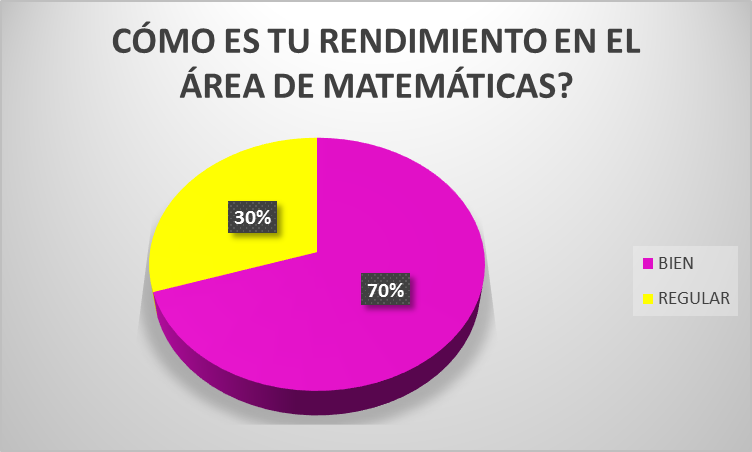 CÓMO ES TU RENDIMIENTO EN EL
ÁREA DE MATEMÁTICAS?
30%
70%
BIEN
REGULAR